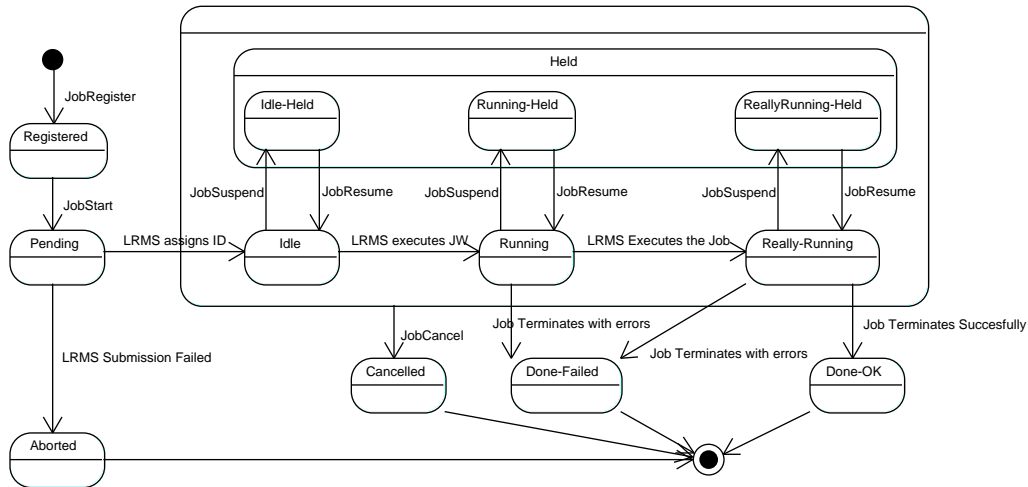 Held
JobRegister
Idle-Held
Running-Held
ReallyRunning-Held
Registered
JobStart
JobSuspend
JobResume
JobSuspend
JobResume
JobSuspend
JobResume
Pending
LRMS assigns ID
Idle
LRMS executes JW
Running
LRMS Executes the Job
Really-Running
JobCancel
Job Terminates with errors
Job Terminates Succesfully
LRMS Submission Failed
Job Terminates with errors
Cancelled
Done-Failed
Done-OK
Aborted